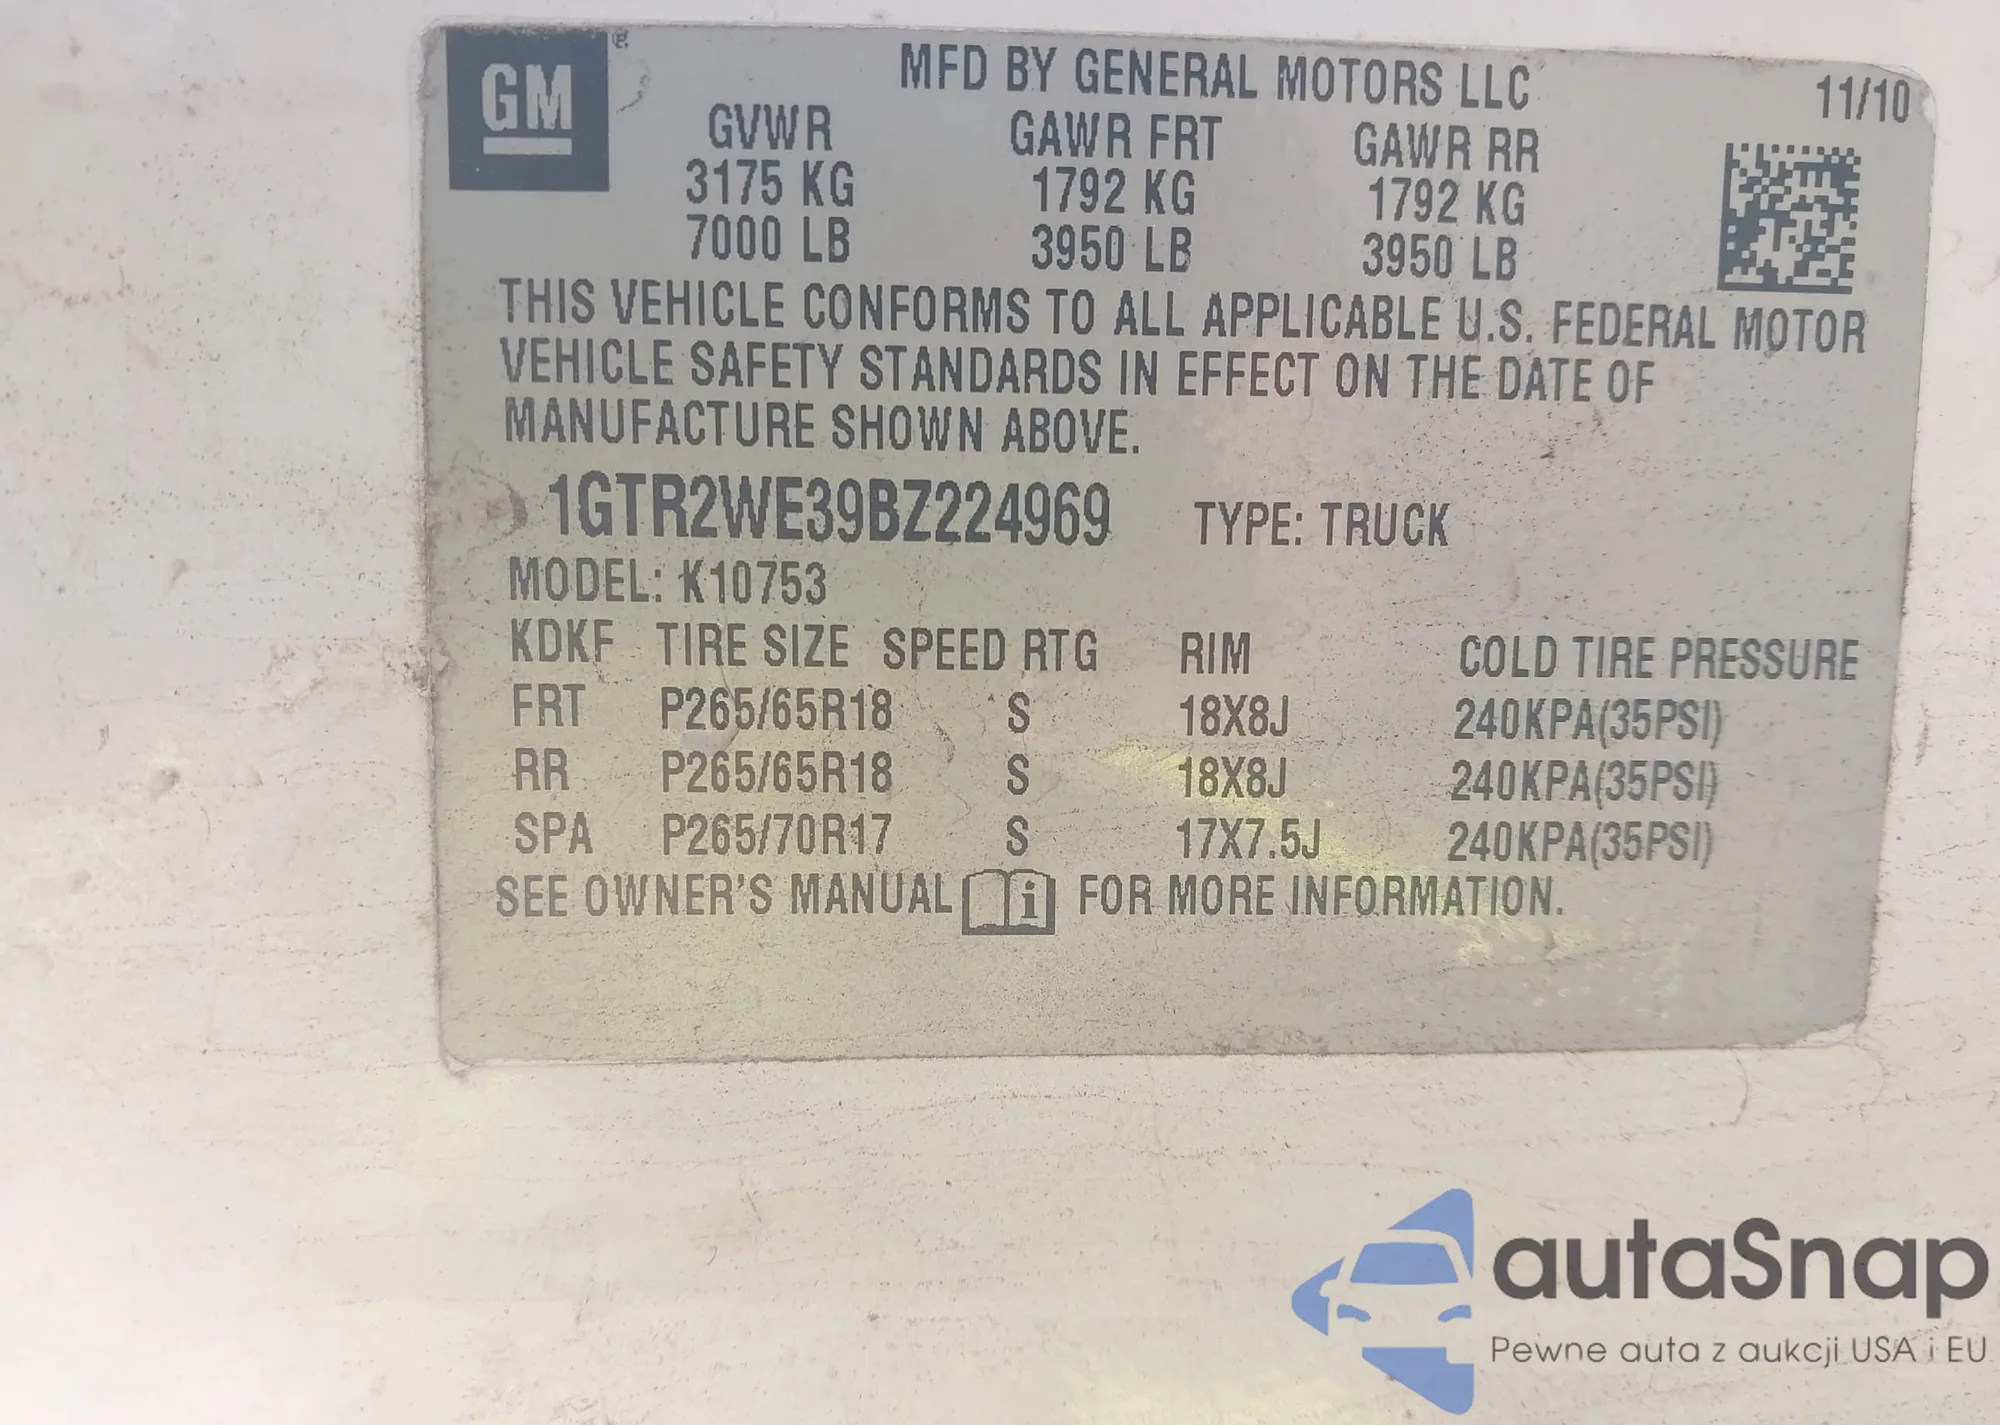 GM®
MFD BY GENERAL MOTORS LLC
11/10
GVWR GAWR FRT GAWR RR
3175 KG 1792 KG 1792 KG
7000 LB 3950 LB 3950 LB
THIS VEHICLE CONFORMS TO ALL APPLICABLE U.S. FEDERAL MOTOR
VEHICLE SAFETY STANDARDS IN EFFECT ON THE DATE OF
MANUFACTURE SHOWN ABOVE.
1GTR2WE39BZ224969 TYPE: TRUCK
MODEL: K10753
KDKF TIRE SIZE SPEED RTG RIM COLD TIRE PRESSURE
FRT P265/65R18 S 18X8J 240KPA(35PSI)
RR P265/65R18 S 18X8J 240KPA(35PSI)
SPA P265/70R17 S 17X7.5J 240KPA(35PSI)
SEE OWNER'S MANUAL i FOR MORE INFORMATION.
autaSnap
Pewne auta z aukcji USA i EU